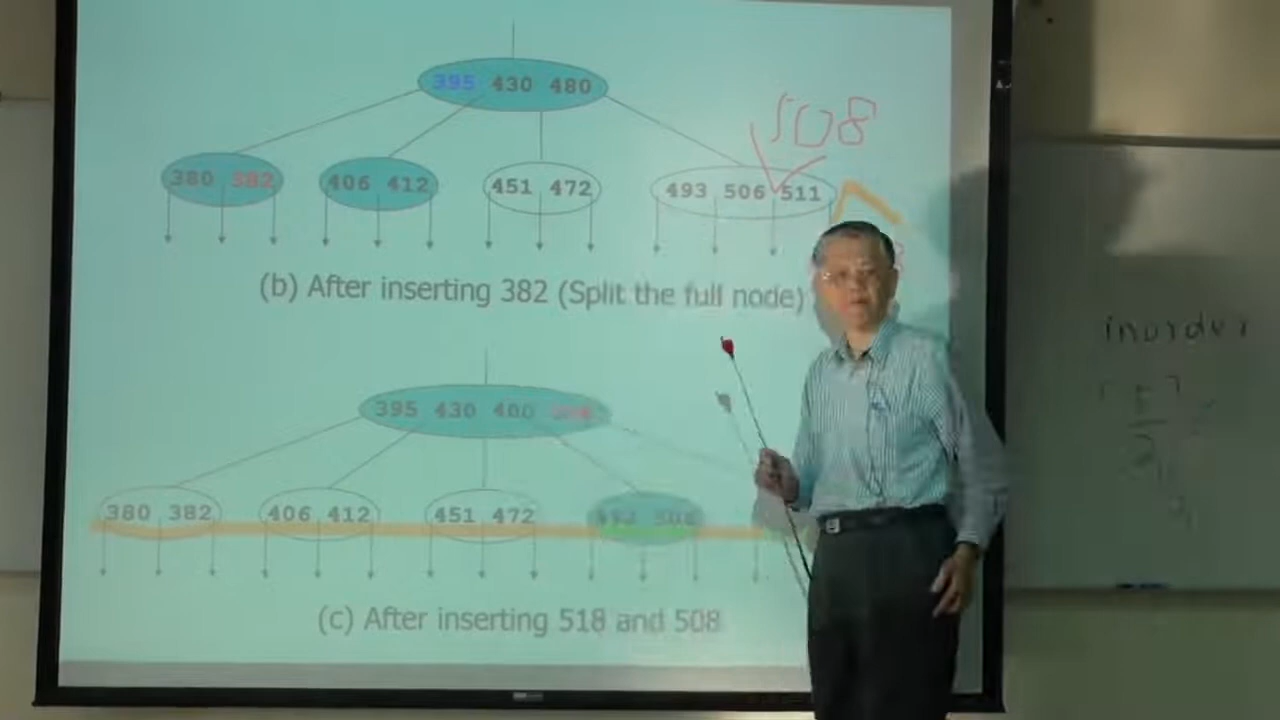 395 430 480
508
380 382 406 412 451 472 493 506 511
(b) After inserting 382 (Split the full node)
inorder
395 430 480
380 382 406 412 451 472
(c) After inserting 518 and 508